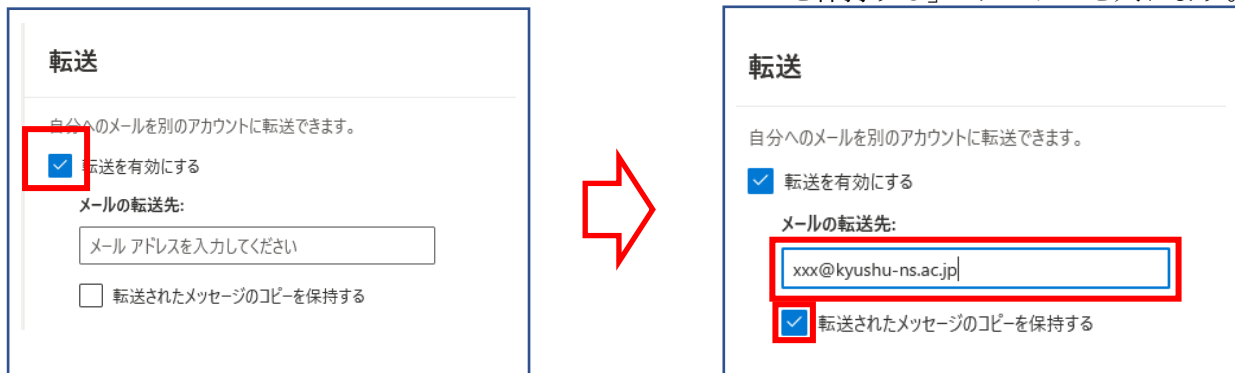 転送
自分へのメールを別のアカウントに転送できます。
転送を有効にする
メールの転送先:
メール アドレスを入力してください
転送されたメッセージのコピーを保持する
転送
自分へのメールを別のアカウントに転送できます。
転送を有効にする
メールの転送先:
xxx@kyushu-ns.ac.jp
転送されたメッセージのコピーを保持する